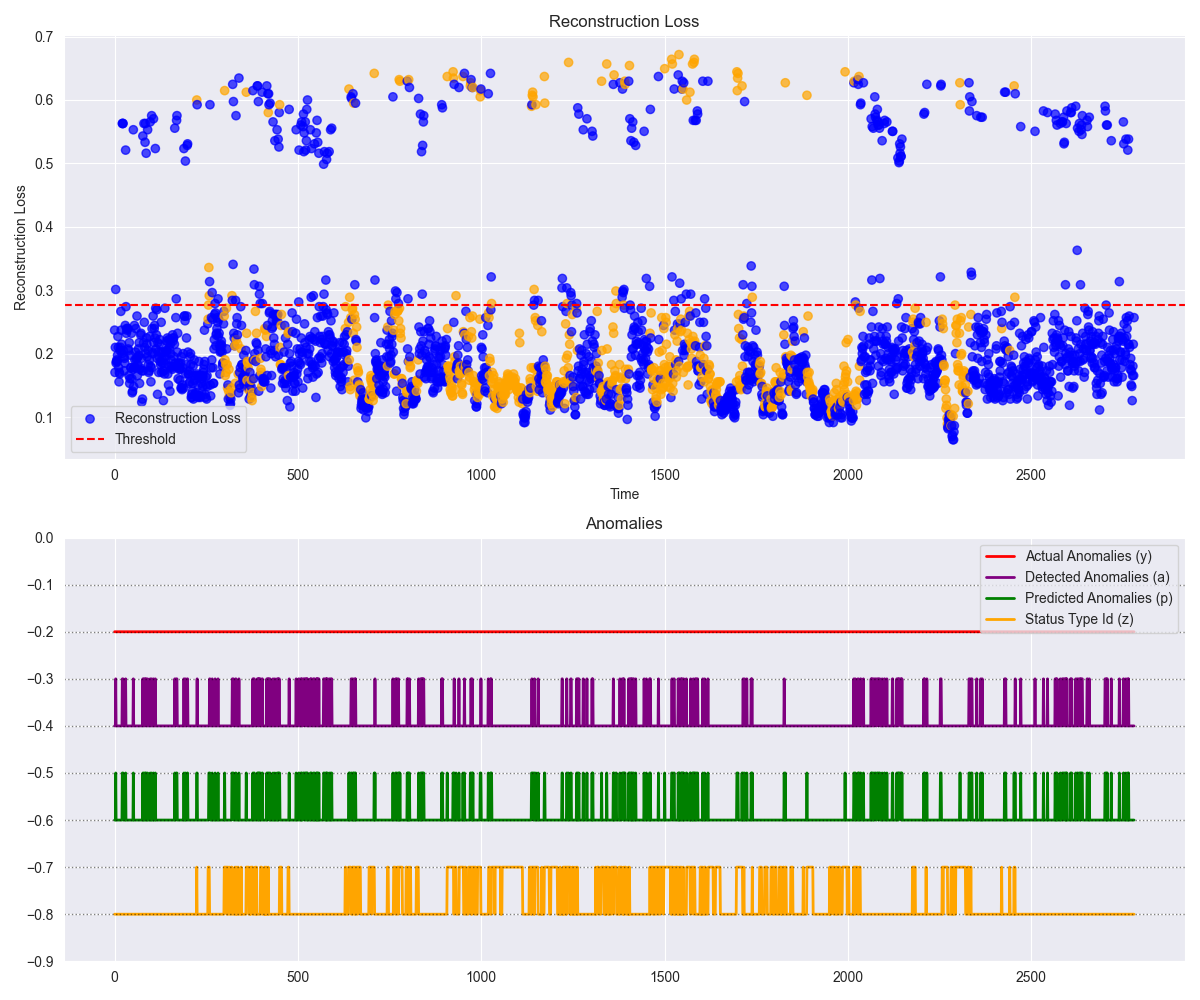 Reconstruction Loss
0.7
0.6
0.5
0.4
0.3
0.2
0.1
Reconstruction Loss
Reconstruction Loss
Threshold
0 500 1000 1500 2000 2500
Time
Anomalies
0.0
−0.1
−0.2
−0.3
−0.4
−0.5
−0.6
−0.7
−0.8
−0.9
Actual Anomalies (y)
Detected Anomalies (a)
Predicted Anomalies (p)
Status Type Id (z)
0 500 1000 1500 2000 2500